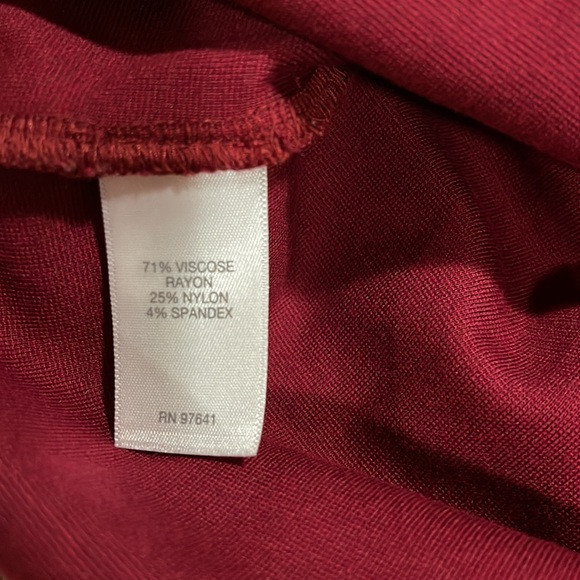 71% VISCOSE
RAYON
25% NYLON
4% SPANDEX
RN 97641